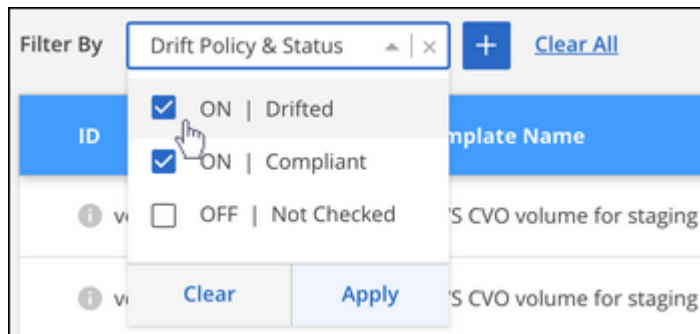 Filter By Drift Policy & Status Clear All
ON | Drifted
ID Template Name
ON | Compliant
OFF | Not Checked 'S CVO volume for staging
Clear Apply 'S CVO volume for staging